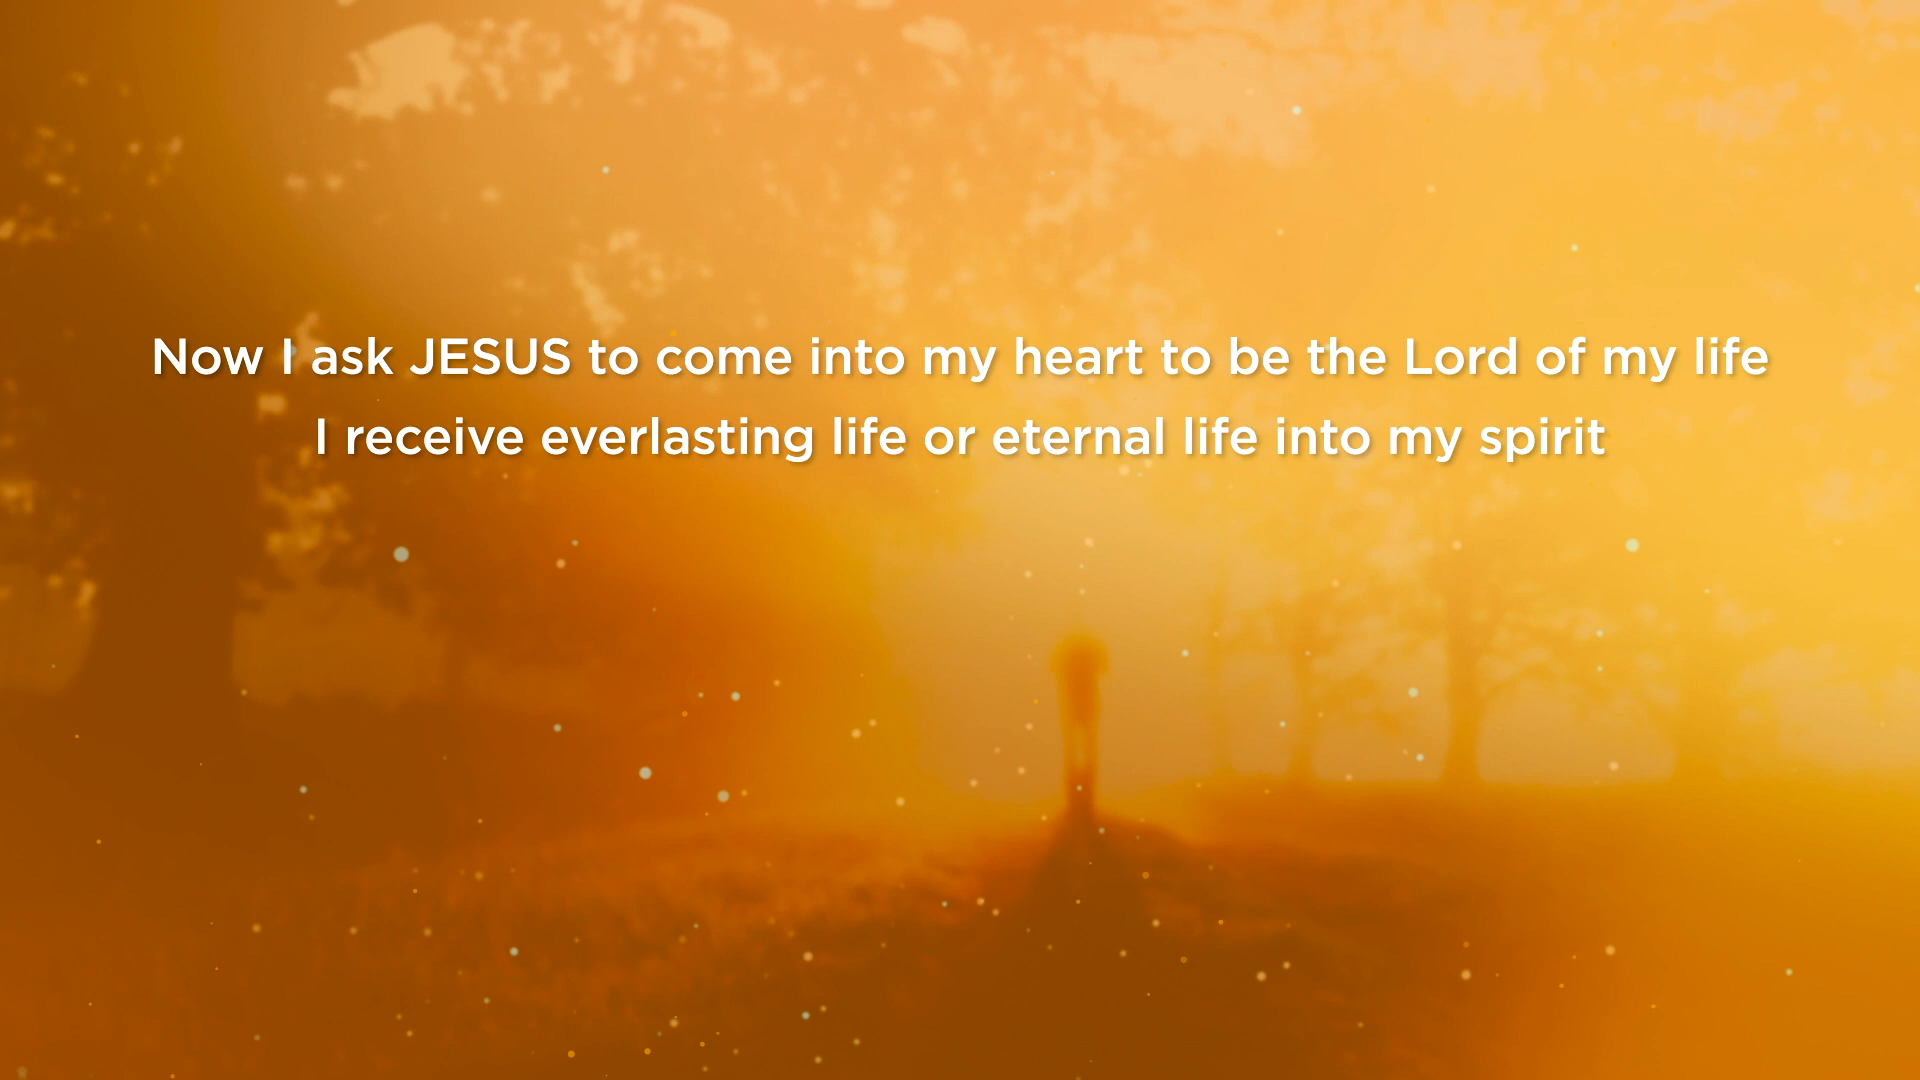 Now I ask JESUS to come into my heart to be the Lord of my life
I receive everlasting life or eternal life into my spirit